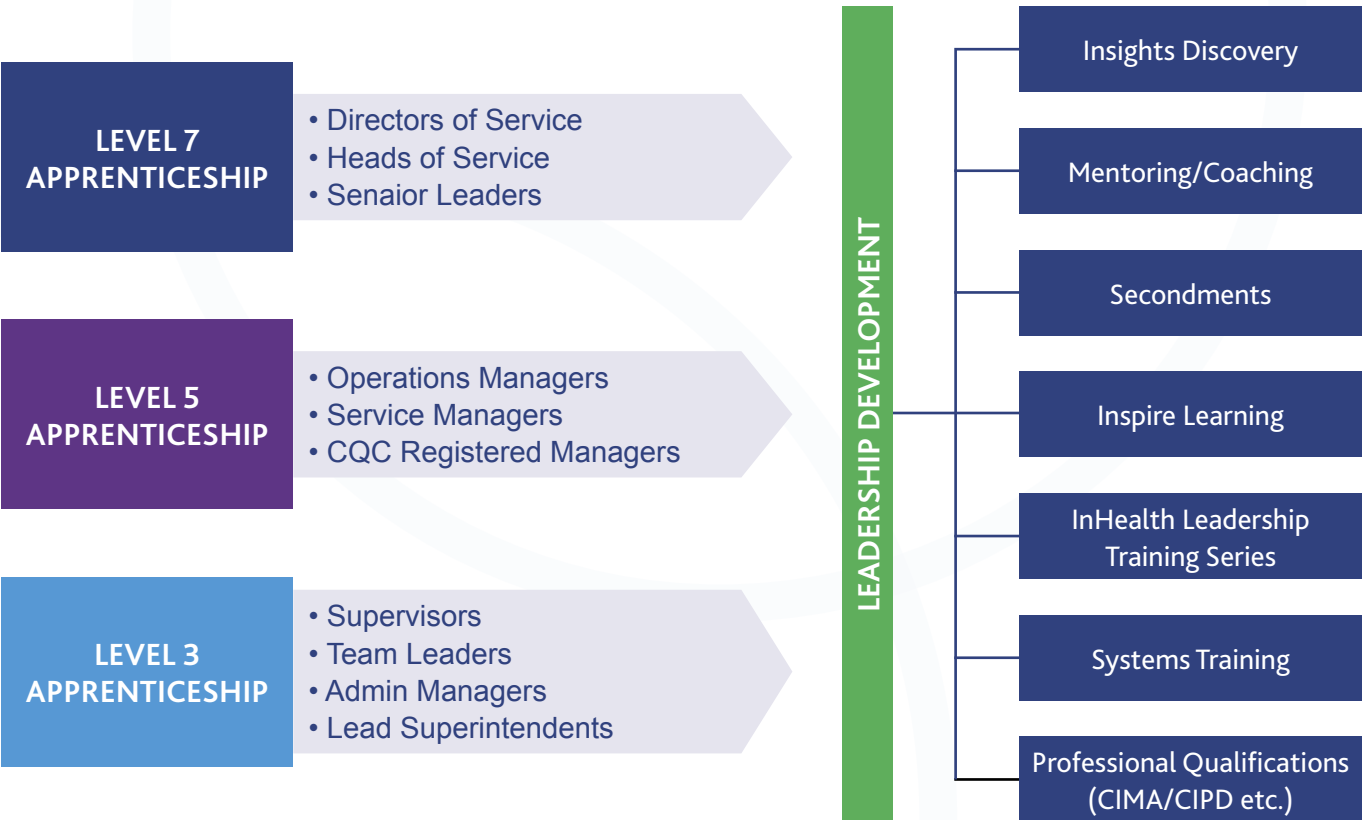 LEVEL 7
APPRENTICESHIP
• Directors of Service
• Heads of Service
• Senaior Leaders
LEVEL 5
APPRENTICESHIP
• Operations Managers
• Service Managers
• CQC Registered Managers
LEVEL 3
APPRENTICESHIP
• Supervisors
• Team Leaders
• Admin Managers
• Lead Superintendents
LEADERSHIP DEVELOPMENT
Insights Discovery
Mentoring/Coaching
Secondments
Inspire Learning
InHealth Leadership
Training Series
Systems Training
Professional Qualifications
(CIMA/CIPD etc.)